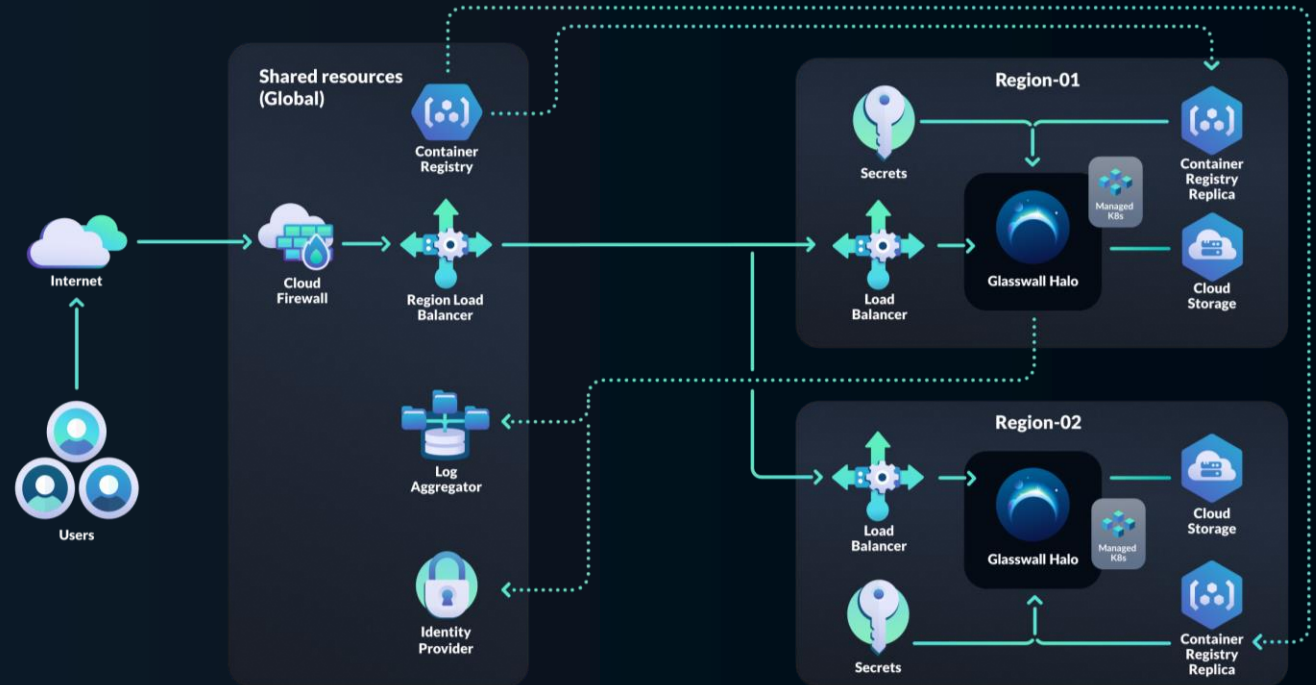 Shared resources
(Global)
Container
Registry
Internet
Cloud
Firewall
Region Load
Balancer
Users
Log
Aggregator
Identity
Provider
Region-01
Secrets
Container
Registry
Replica
Managed
K8s
Load
Balancer
Glasswall Halo
Cloud
Storage
Region-02
Load
Balancer
Glasswall Halo
Managed
K8s
Cloud
Storage
Secrets
Container
Registry
Replica